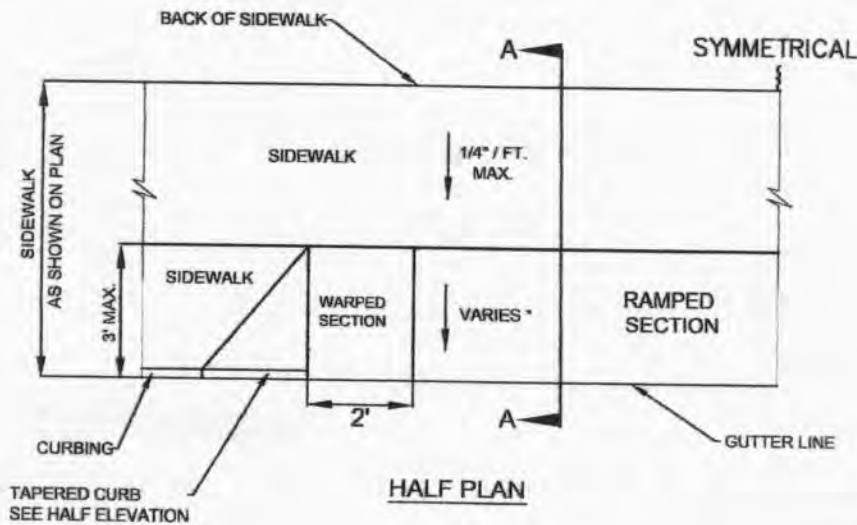 BACK OF SIDEWALK
A
SYMMETRICAL
SIDEWALK
AS SHOWN ON PLAN
SIDEWALK
1/4" / FT.
MAX.
3' MAX.
SIDEWALK
WARPED
SECTION
VARIES *
RAMPED
SECTION
2'
A
CURBING
GUTTER LINE
TAPERED CURB
SEE HALF ELEVATION
HALF PLAN